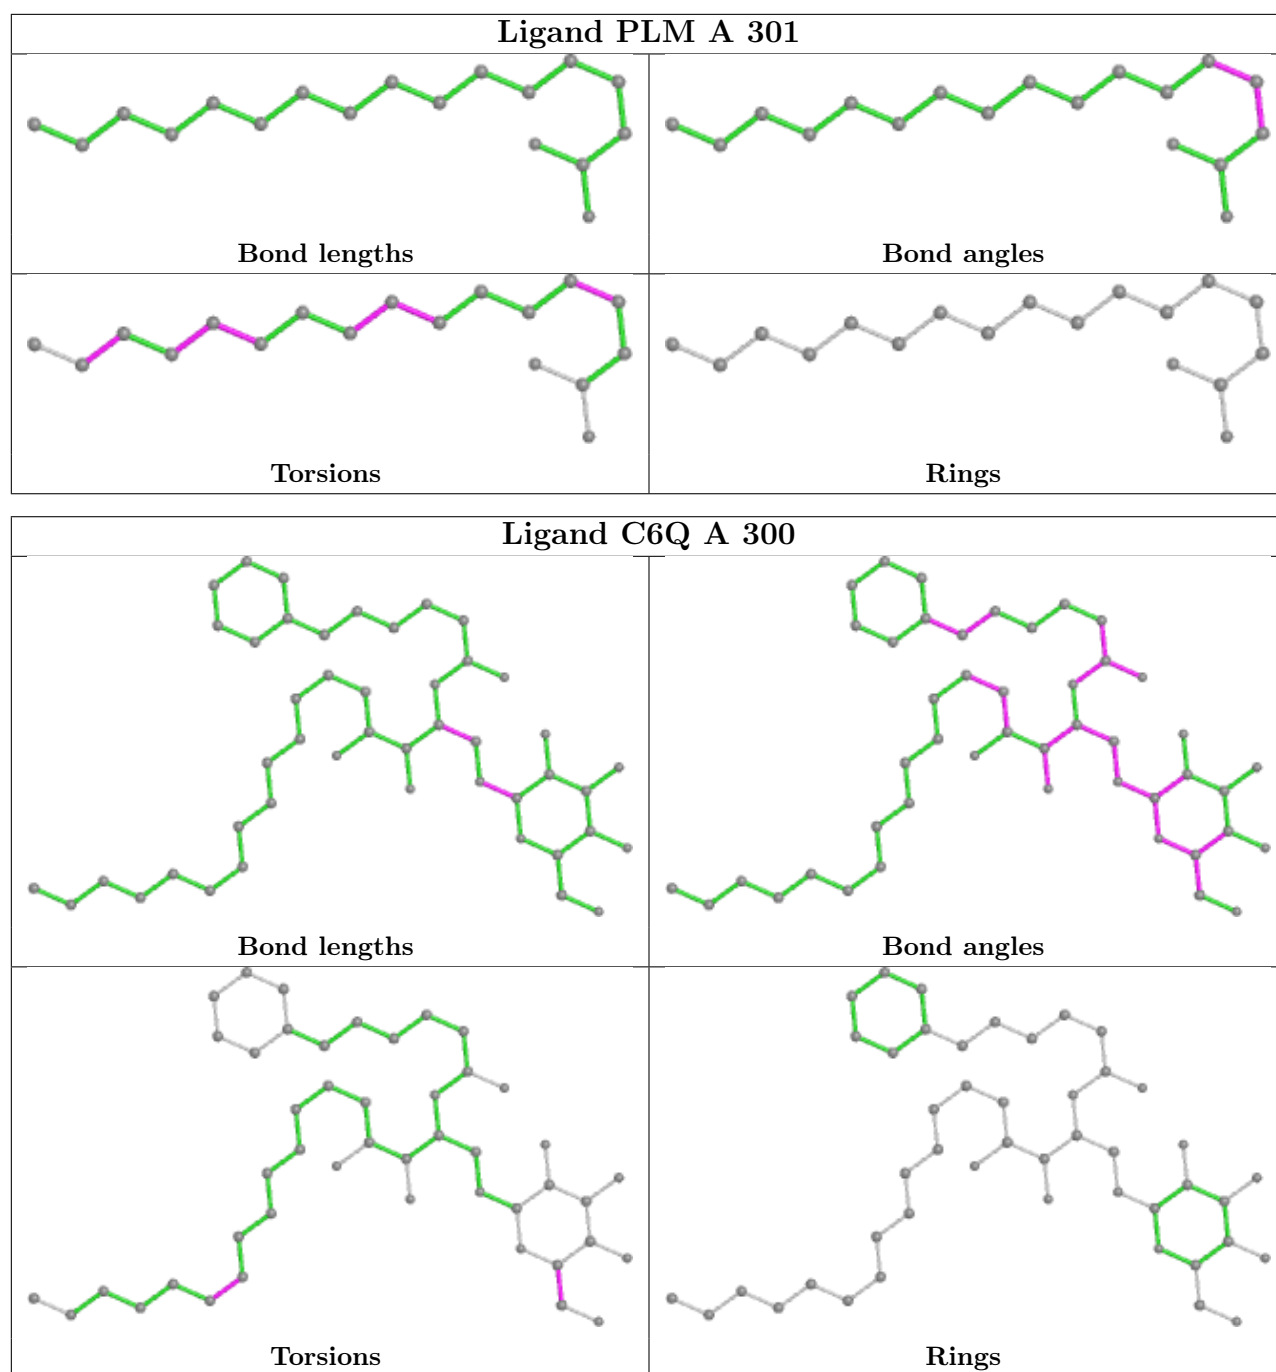 Ligand PLM A 301
Bond lengths
Bond angles
Torsions
Rings
Ligand C6Q A 300
Bond lengths
Bond angles
Torsions
Rings